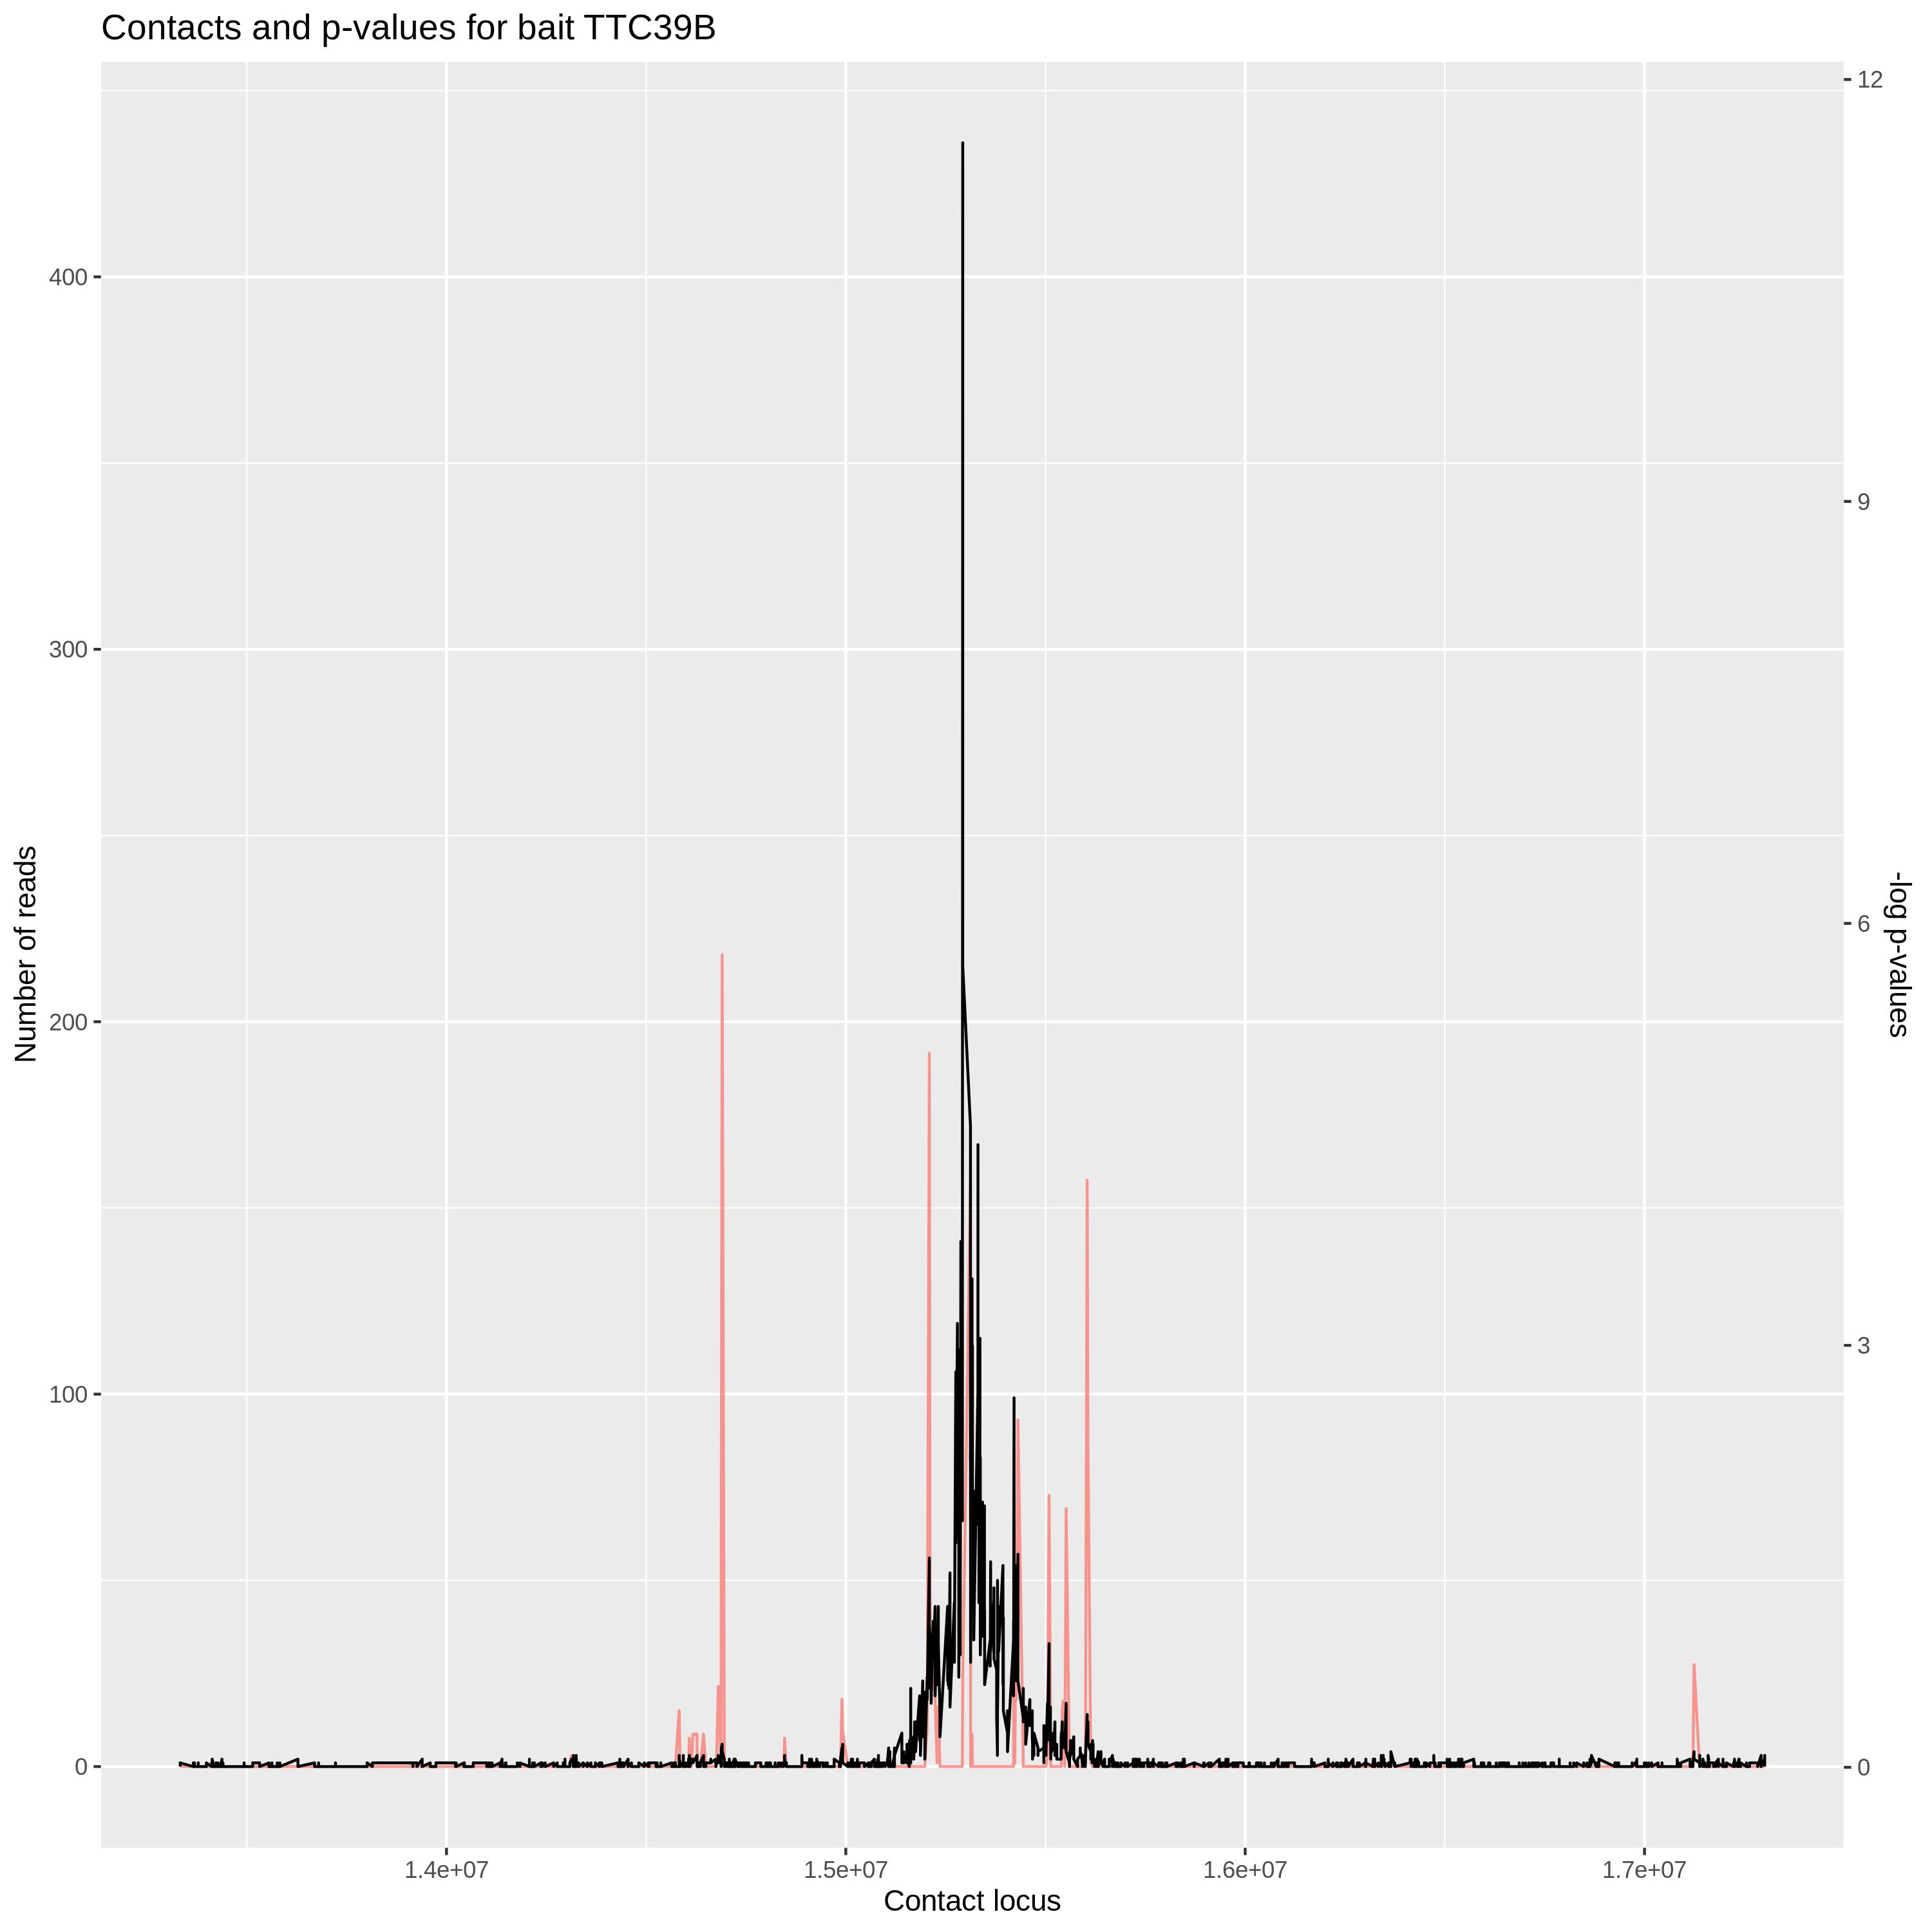 Contacts and p-values for bait TTC39B
12
400
9
300
Number of reads
6
-log p-values
200
3
100
0
0
1.4e+07
1.5e+07
1.6e+07
1.7e+07
Contact locus